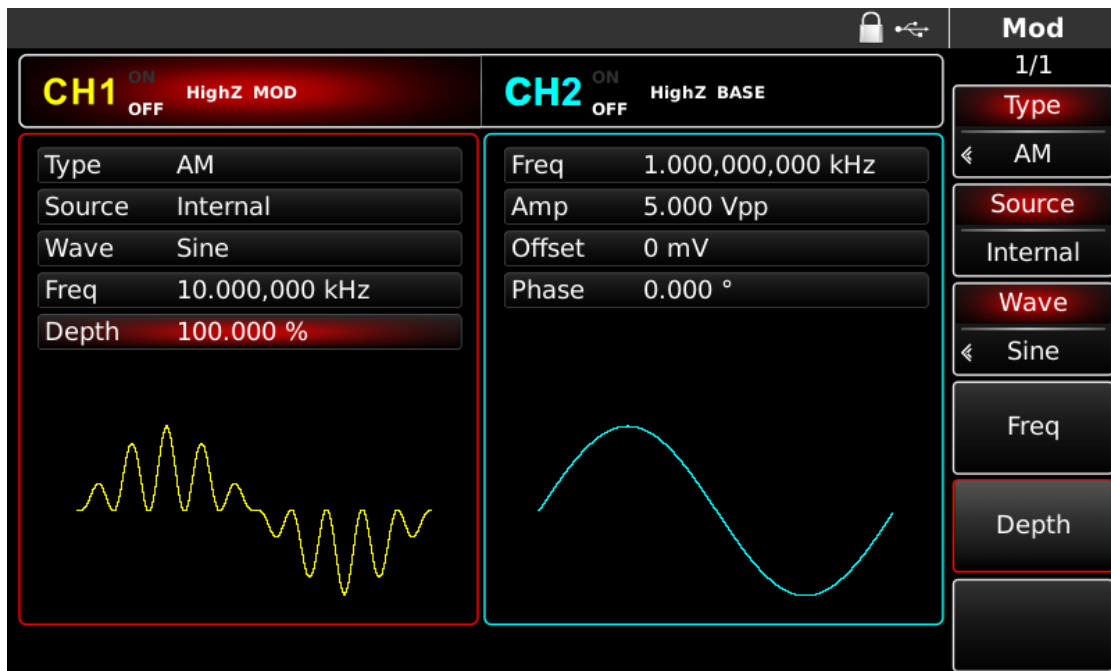 Mod
1/1
CH1 ON OFF HighZ MOD
CH2 ON OFF HighZ BASE
Type AM
Source Internal
Wave Sine
Freq 10.000,000 kHz
Depth 100.000 %
Freq 1.000,000,000 kHz
Amp 5.000 Vpp
Offset 0 mV
Phase 0.000 °
Type
AM
Source
Internal
Wave
Sine
Freq
Depth